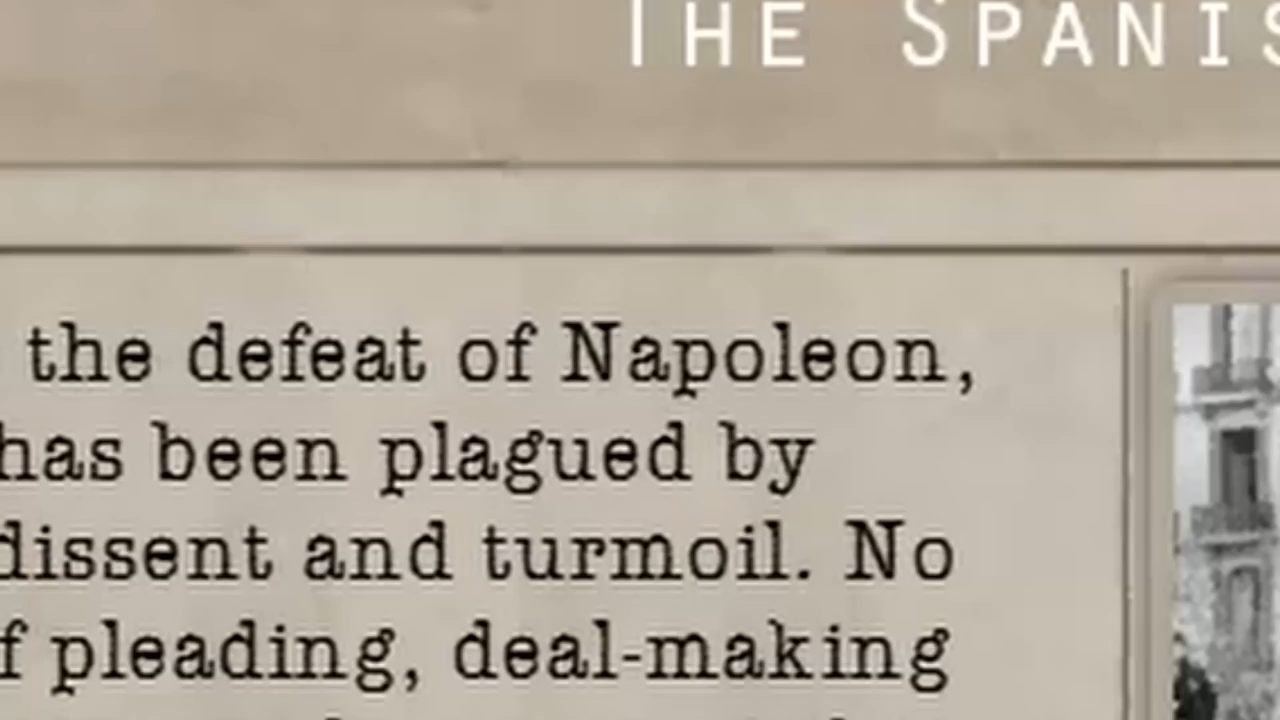 THE SPANIS
the defeat of Napoleon,
has been plagued by
dissent and turmoil. No
f pleading, deal-making